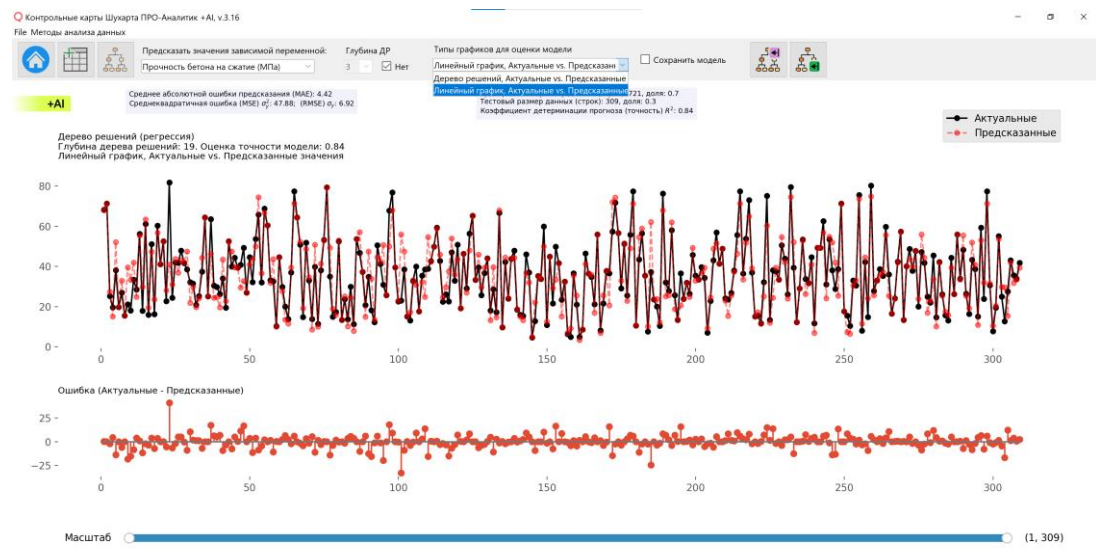 Контрольные карты Шухарта ПРО-Аналитик +AI, v.3.16
File Методы анализа данных
Предсказать значения зависимой переменной:
Прочность бетона на сжатие (МПа)
Глубина ДР
3
Нет
Типы графиков для оценки модели
Линейный график, Актуальные vs. Предсказанн
Сохранить модель
Дерево решений, Актуальные vs. Предсказанные
Линейный график, Актуальные vs. Предсказанные
+AI
Среднее абсолютной ошибки предсказания (MAE): 4.42
Среднеквадратичная ошибка (MSE) σ²: 47.88; (RMSE) σ: 6.92
721, доля: 0.7
Тестовый размер данных (строк): 309, доля: 0.3
Коэффициент детерминации прогноза (точность) R²: 0.84
Актуальные
Предсказанные
Дерево решений (регрессия)
Глубина дерева решений: 19. Оценка точности модели: 0.84
Линейный график, Актуальные vs. Предсказанные значения
80
60
40
20
0
0 50 100 150 200 250 300
Ошибка (Актуальные - Предсказанные)
25
0
−25
0 50 100 150 200 250 300
Масштаб
(1, 309)